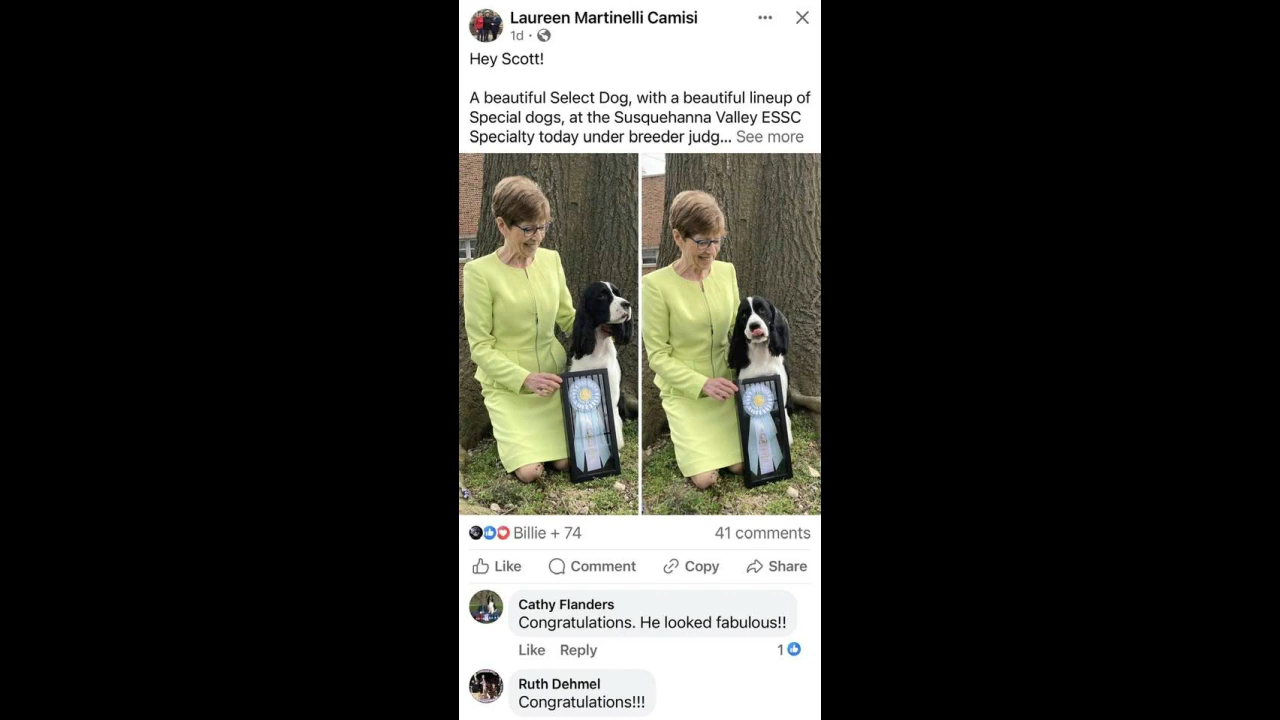 Laureen Martinelli Camisi
1d ·
Hey Scott!
A beautiful Select Dog, with a beautiful lineup of
Special dogs, at the Susquehanna Valley ESSC
Specialty today under breeder judg... See more
Billie + 74
41 comments
Like
Comment
Copy
Share
Cathy Flanders
Congratulations. He looked fabulous!!
Like Reply
1
Ruth Dehmel
Congratulations!!!